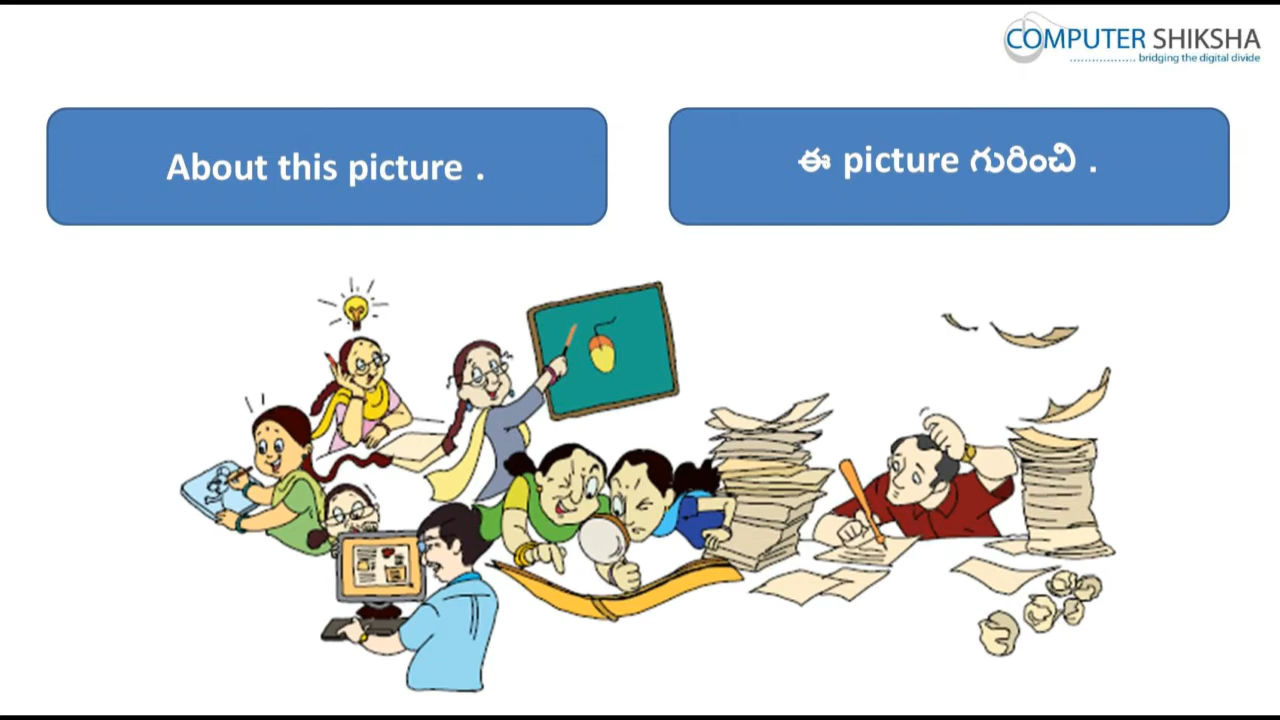 COMPUTER SHIKSHA
bridging the digital divide
About this picture .
ఈ picture గురించి .